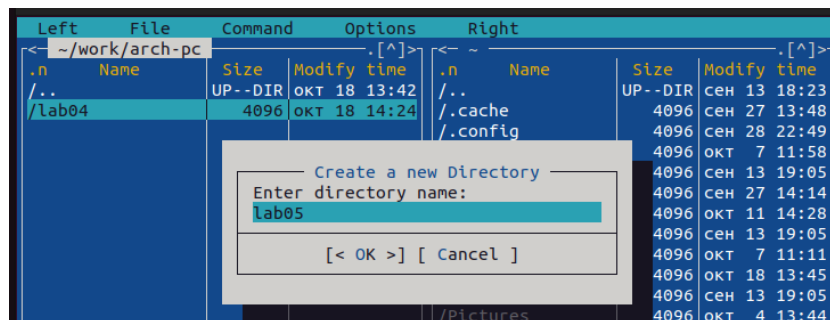 Left File Command Options Right
<─ ~/work/arch-pc ─.[^]>┐┌<─ ~ ─.[^]>
.n Name Size Modify time .n Name Size Modify time
/.. UP--DIR окт 18 13:42 /.. UP--DIR сен 13 18:23
/lab04 4096 окт 18 14:24 /.cache 4096 сен 27 13:48
/.config 4096 сен 28 22:49
4096 окт 7 11:58
Create a new Directory 4096 сен 13 19:05
Enter directory name: 4096 сен 27 14:14
lab05 4096 окт 11 14:28
4096 сен 13 19:05
[< OK >] [ Cancel ] 4096 окт 7 11:11
4096 окт 18 13:45
4096 сен 13 19:05
/Pictures 4096 окт 4 13:44